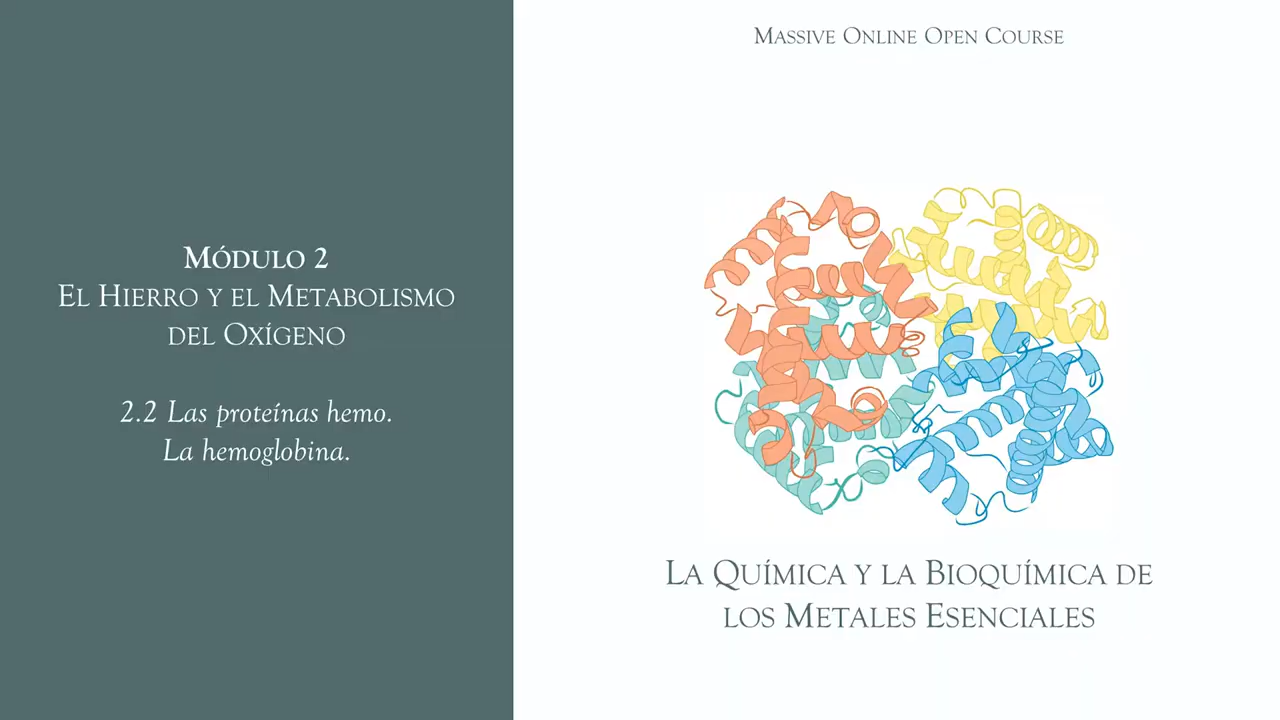 MASSIVE ONLINE OPEN COURSE
MÓDULO 2
EL HIERRO Y EL METABOLISMO
DEL OXÍGENO
2.2 Las proteínas hemo.
La hemoglobina.
LA QUÍMICA Y LA BIOQUÍMICA DE
LOS METALES ESENCIALES